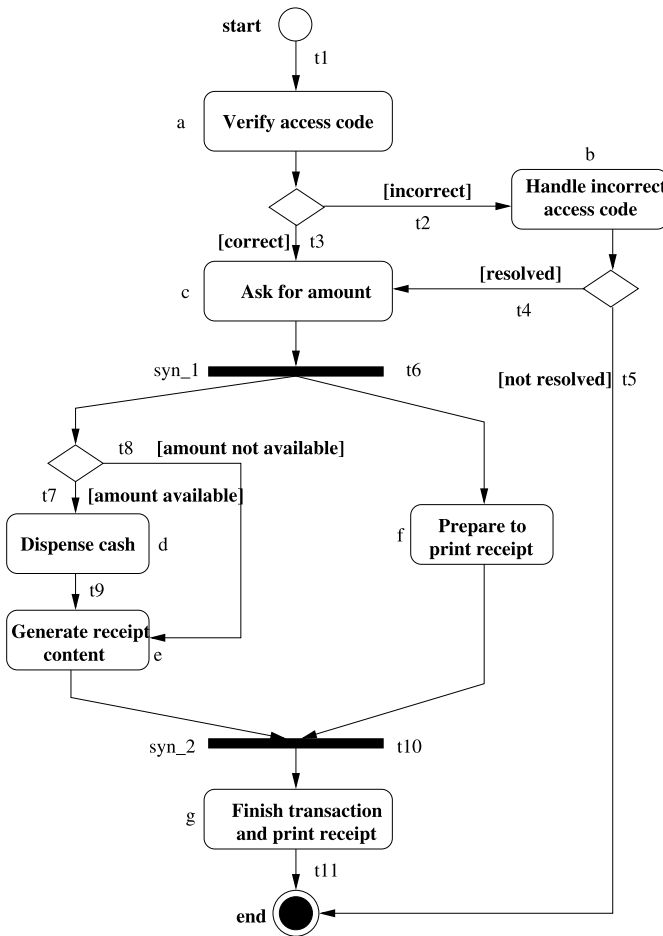 start
t1
a
Verify access code
b
[incorrect]
Handle incorrect
access code
t2
[correct]
t3
c
Ask for amount
[resolved]
t4
syn_1
t6
[not resolved]
t5
t8
[amount not available]
t7
[amount available]
Dispense cash
d
f
Prepare to
print receipt
t9
Generate receipt
content
e
syn_2
t10
g
Finish transaction
and print receipt
t11
end